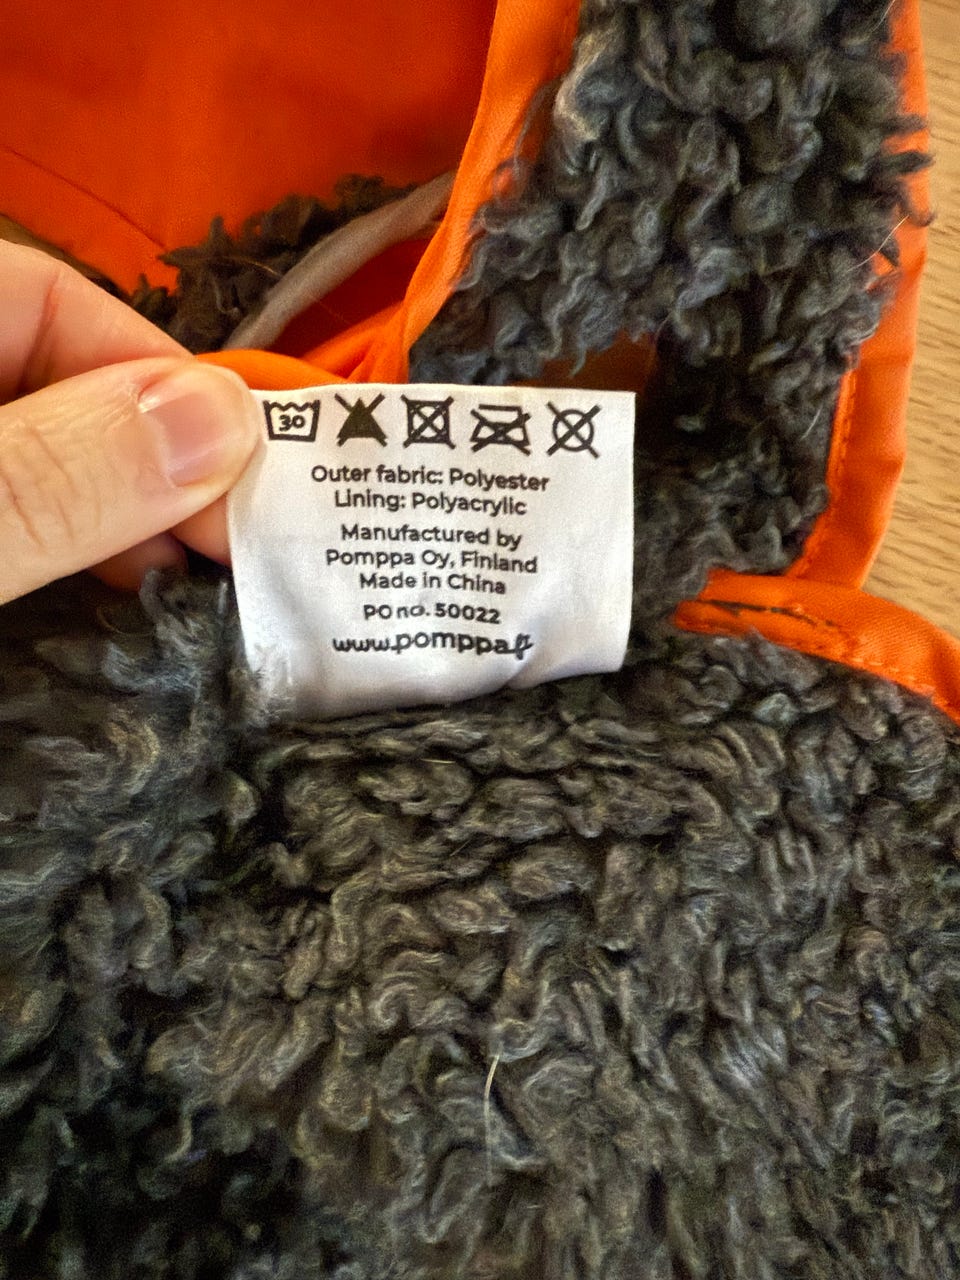 30
Outer fabric: Polyester
Lining: Polyacrylic
Manufactured by
Pomppa Oy, Finland
Made in China
PO no. 50022
www.pomppa.fi